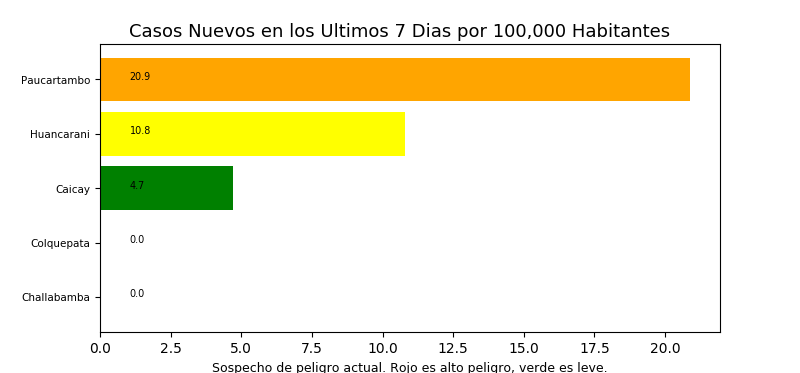 Casos Nuevos en los Ultimos 7 Dias por 100,000 Habitantes
Paucartambo
20.9
Huancarani
10.8
Caicay
4.7
Colquepata
0.0
Challabamba
0.0
0.0 2.5 5.0 7.5 10.0 12.5 15.0 17.5 20.0
Sospecho de peligro actual. Rojo es alto peligro, verde es leve.